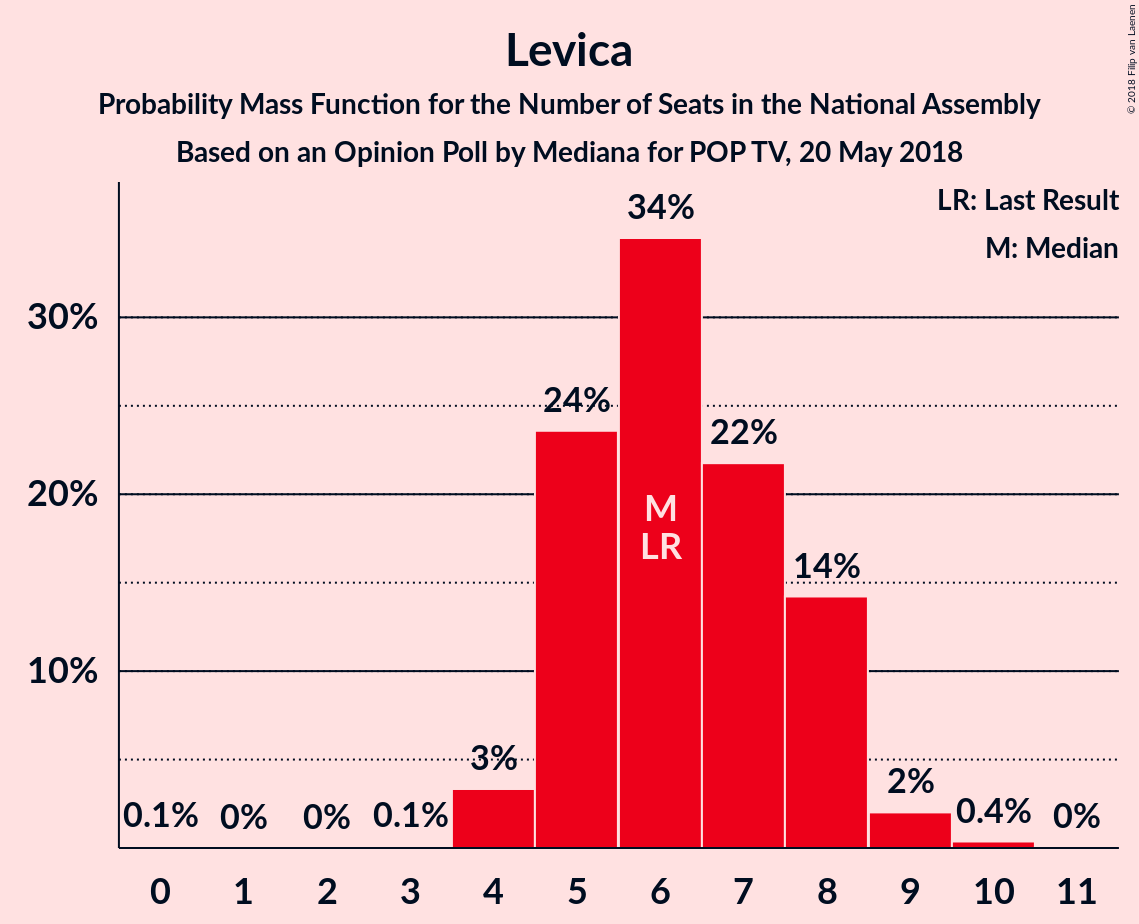 Levica
Probability Mass Function for the Number of Seats in the National Assembly
Based on an Opinion Poll by Mediana for POP TV, 20 May 2018
© 2018 Filip van Laenen
LR: Last Result
M: Median
30%
20%
10%
0.1%
0%
0%
0.1%
3%
24%
34%
22%
14%
2%
0.4%
0%
M
LR
0 1 2 3 4 5 6 7 8 9 10 11